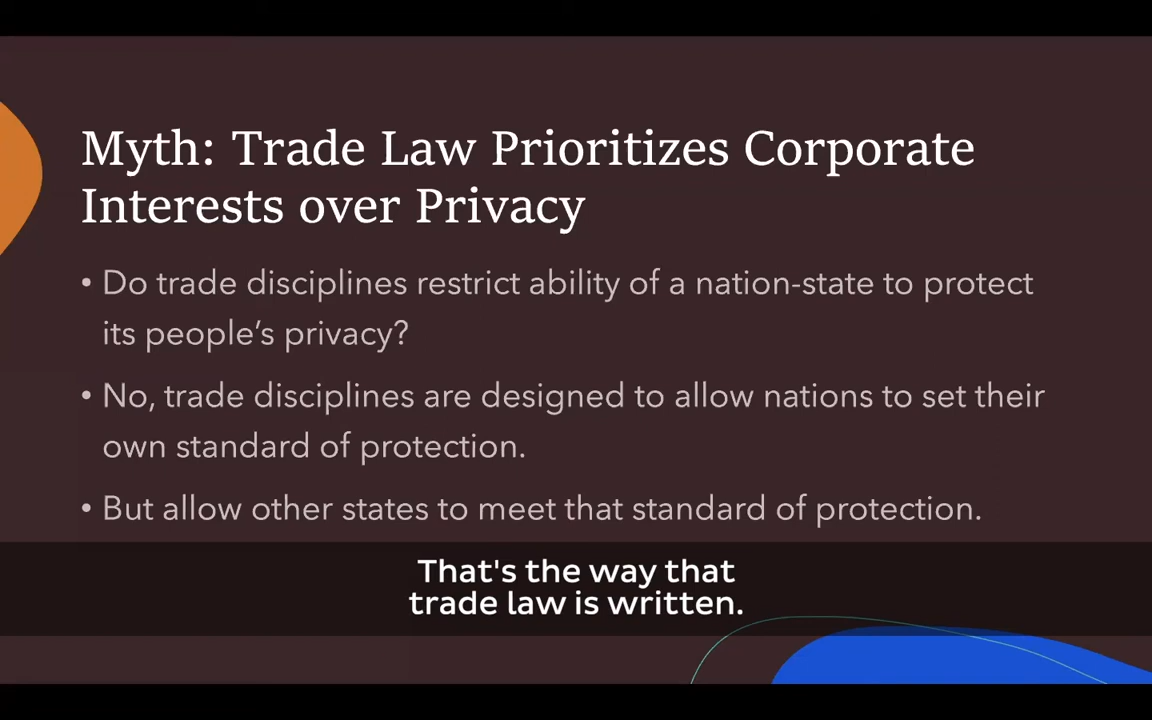 Myth: Trade Law Prioritizes Corporate
Interests over Privacy
• Do trade disciplines restrict ability of a nation-state to protect
its people’s privacy?
• No, trade disciplines are designed to allow nations to set their
own standard of protection.
• But allow other states to meet that standard of protection.
That's the way that
trade law is written.